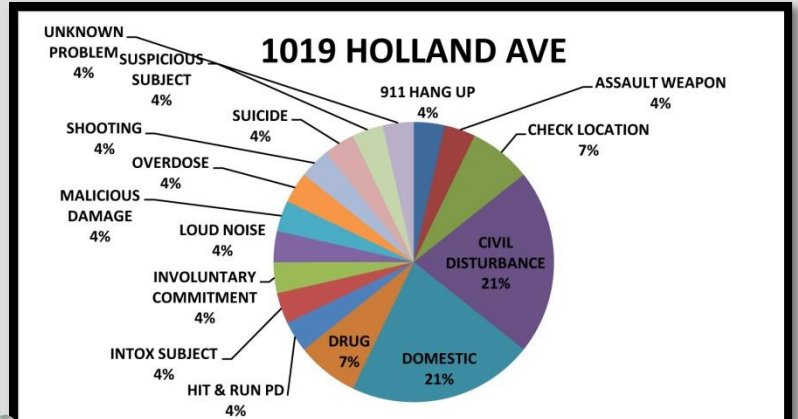 1019 HOLLAND AVE
911 HANG UP
4%
ASSAULT WEAPON
4%
CHECK LOCATION
7%
CIVIL
DISTURBANCE
21%
DOMESTIC
21%
DRUG
7%
HIT & RUN PD
4%
INTOX SUBJECT
4%
INVOLUNTARY
COMMITMENT
4%
LOUD NOISE
4%
MALICIOUS
DAMAGE
4%
OVERDOSE
4%
SHOOTING
4%
SUICIDE
4%
SUSPICIOUS
SUBJECT
4%
UNKNOWN
PROBLEM
4%